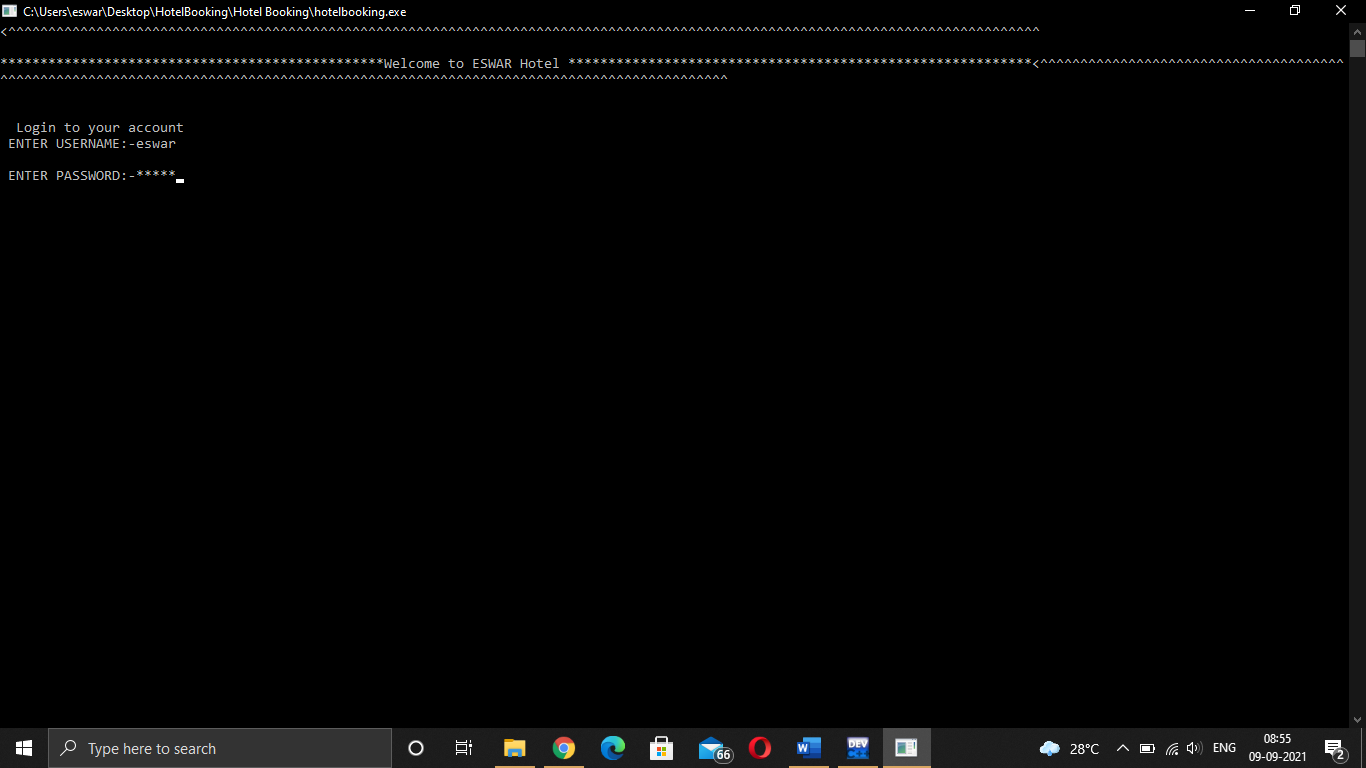 C:\Users\eswar\Desktop\HotelBooking\Hotel Booking\hotelbooking.exe
<^^^^^^^^^^^^^^^^^^^^^^^^^^^^^^^^^^^^^^^^^^^^^^^^^^^^^^^^^^^^^^^^^^^^^^^^^^^^^^^^^^^^^^^^^^^^^^^^^^^^^^^^^^^^^^^^^^^^^^^^^^^^^^^^^
************************************************Welcome to ESWAR Hotel **********************************************************<^^^^^^^^^^^^^^^^^^^^^^^^^^^^^^^^^^^^^^
^^^^^^^^^^^^^^^^^^^^^^^^^^^^^^^^^^^^^^^^^^^^^^^^^^^^^^^^^^^^^^^^^^^^^^^^^^^^^^^^^^^^^^^^^^^
Login to your account
ENTER USERNAME:-eswar
ENTER PASSWORD:-*****
Type here to search
66
W
DEV
C++
28°C
ENG
08:55
09-09-2021
2